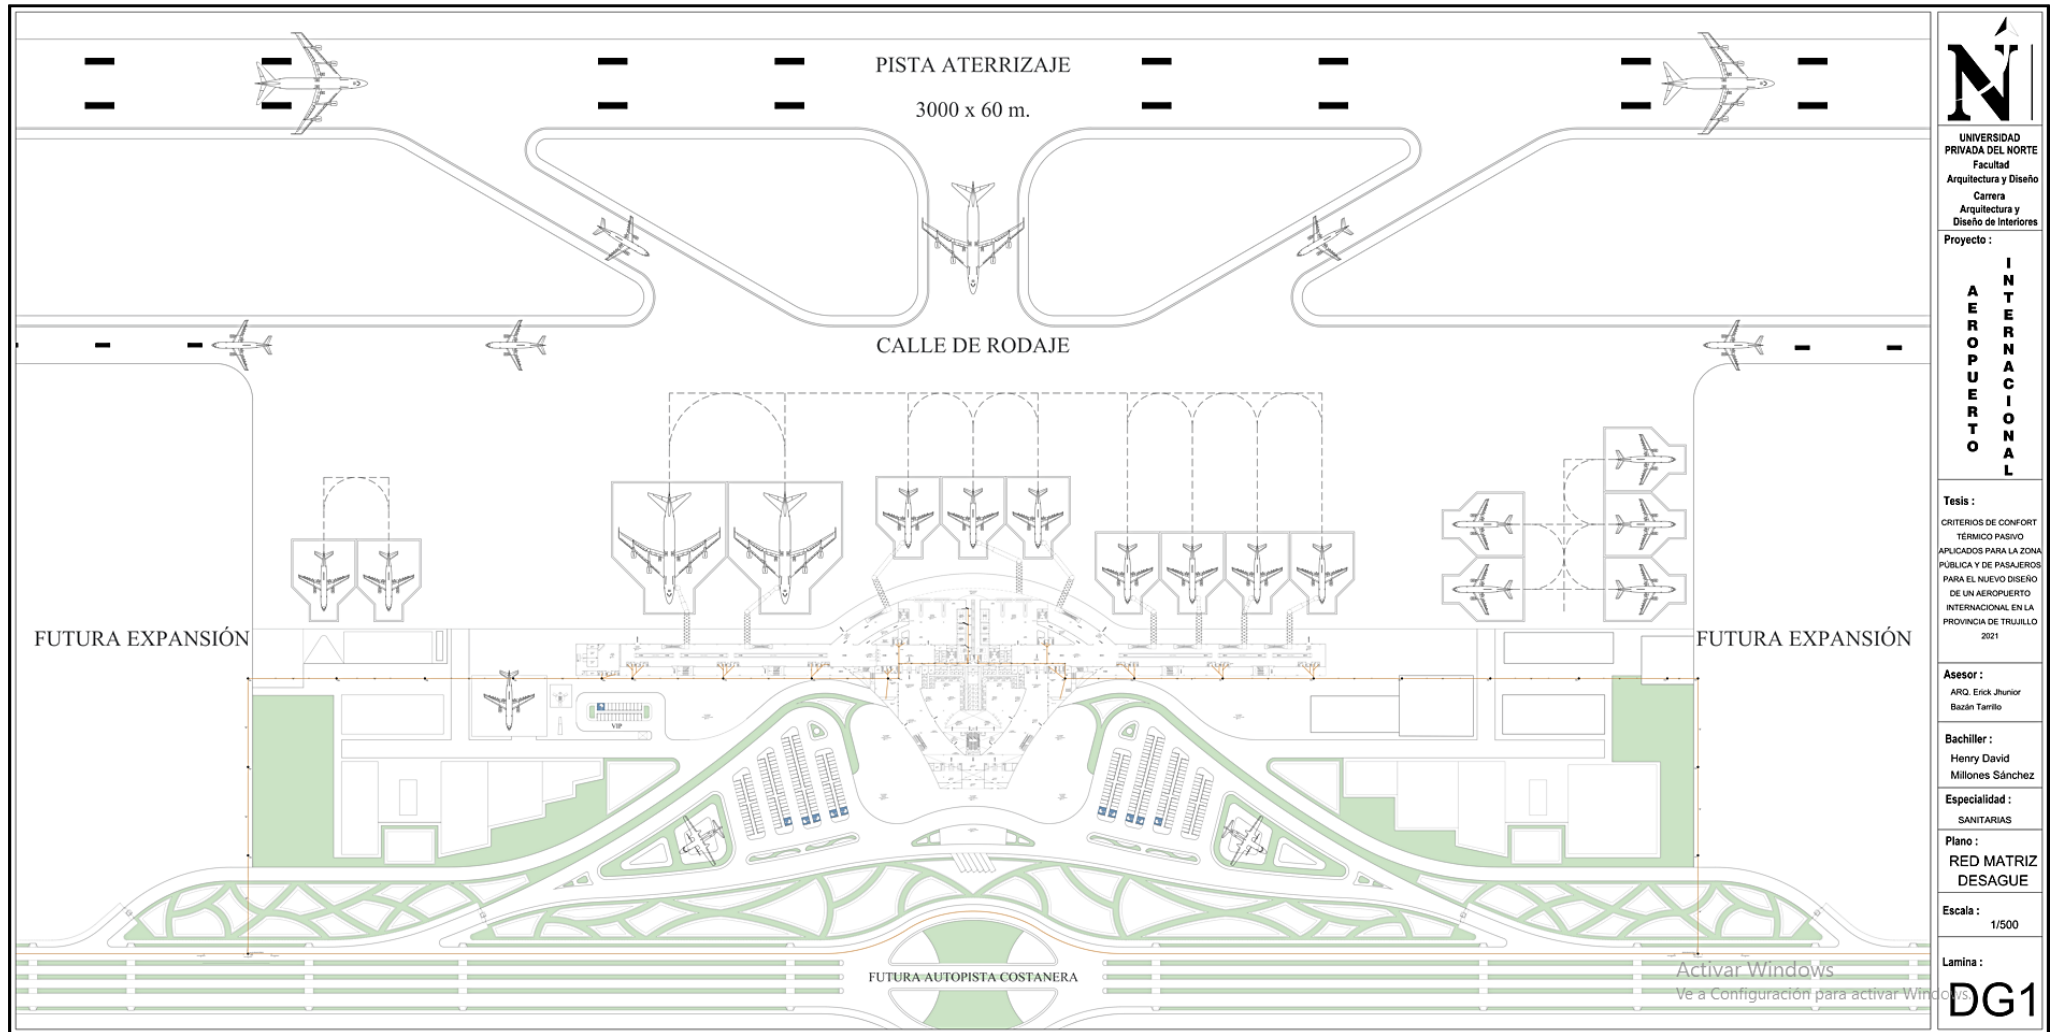 PISTA ATERRIZAJE
3000 x 60 m.
CALLE DE RODAJE
FUTURA EXPANSIÓN
FUTURA EXPANSIÓN
VIP
FUTURA AUTOPISTA COSTANERA
N
UNIVERSIDAD
PRIVADA DEL NORTE
Facultad
Arquitectura y Diseño
Carrera
Arquitectura y
Diseño de Interiores
Proyecto :
AEROPUERTO
INTERNACIONAL
Tesis :
CRITERIOS DE CONFORT
TÉRMICO PASIVO
APLICADOS PARA LA ZONA
PÚBLICA Y DE PASAJEROS
PARA EL NUEVO DISEÑO
DE UN AEROPUERTO
INTERNACIONAL EN LA
PROVINCIA DE TRUJILLO
2021
Asesor :
ARQ. Erick Jhunior
Bazán Tarrillo
Bachiller :
Henry David
Millones Sánchez
Especialidad :
SANITARIAS
Plano :
RED MATRIZ
DESAGUE
Escala :
1/500
Lamina :
DG1
Activar Windows
Ve a Configuración para activar Windows.